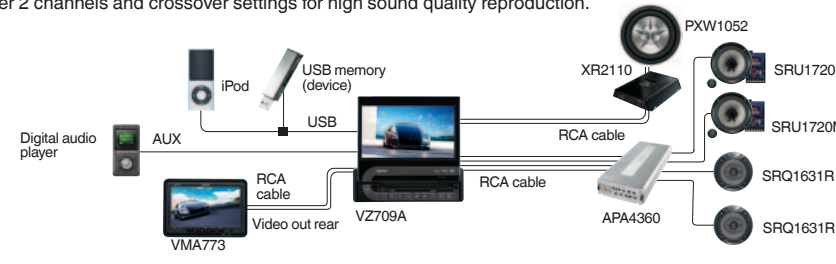 er 2 channels and crossover settings for high sound quality reproduction.
PXW1052
XR2110
SRU1720
iPod
USB memory
(device)
USB
RCA cable
SRU1720
Digital audio
player
AUX
RCA
cable
RCA cable
SRQ1631R
Video out rear
VZ709A
APA4360
SRQ1631R
VMA773